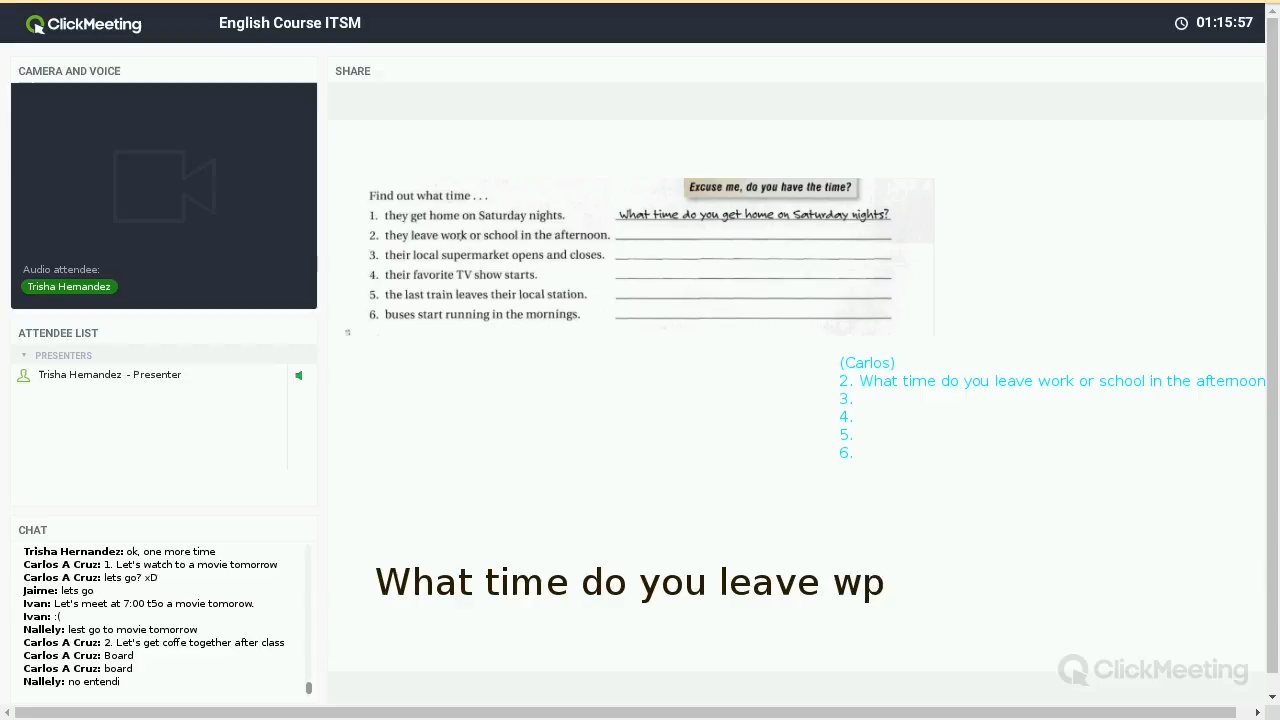 ClickMeeting
English Course ITSM
01:15:57
CAMERA AND VOICE
Audio attendee:
Trisha Hernandez
ATTENDEE LIST
PRESENTERS
Trisha Hernandez - Presenter
CHAT
Trisha Hernandez: ok, one more time
Carlos A Cruz: 1. Let's watch to a movie tomorrow
Carlos A Cruz: lets go? xD
Jaime: lets go
Ivan: Let's meet at 7:00 t5o a movie tomorow.
Ivan: :(
Nallely: lest go to movie tomorrow
Carlos A Cruz: 2. Let's get coffe together after class
Carlos A Cruz: Board
Carlos A Cruz: board
Nallely: no entendi
SHARE
Excuse me, do you have the time?
Find out what time . . .
1. they get home on Saturday nights. What time do you get home on Saturday nights?
2. they leave work or school in the afternoon.
3. their local supermarket opens and closes.
4. their favorite TV show starts.
5. the last train leaves their local station.
6. buses start running in the mornings.
(Carlos)
2. What time do you leave work or school in the afternoon
3.
4.
5.
6.
What time do you leave wp
ClickMeeting